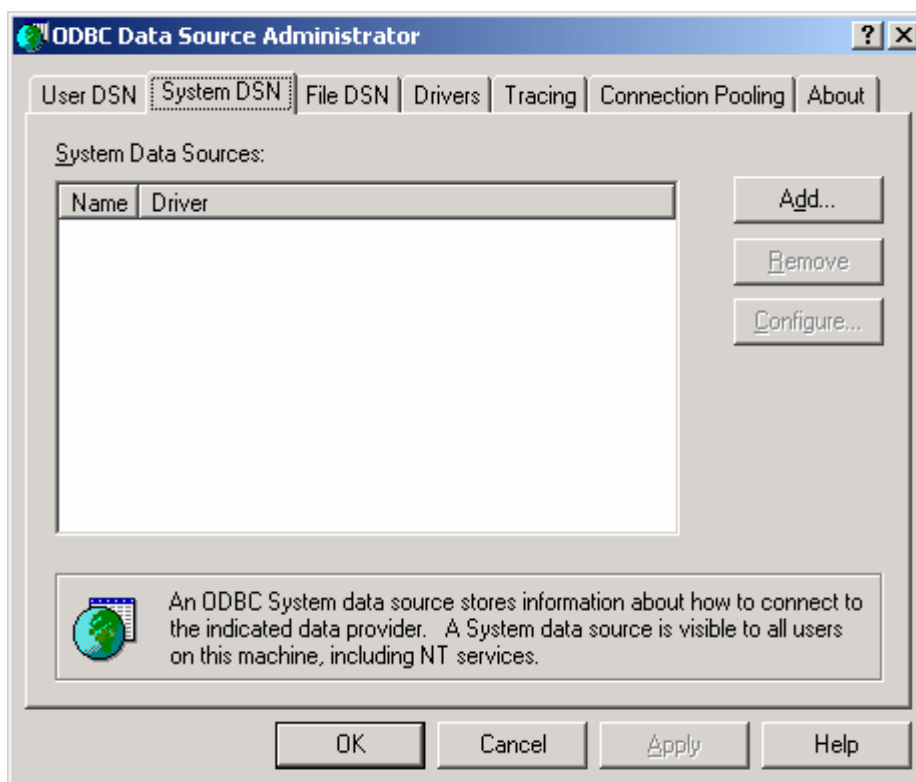 ODBC Data Source Administrator
User DSN System DSN File DSN Drivers Tracing Connection Pooling About
System Data Sources:
Name Driver
Add...
Remove
Configure...
An ODBC System data source stores information about how to connect to
the indicated data provider. A System data source is visible to all users
on this machine, including NT services.
OK Cancel Apply Help